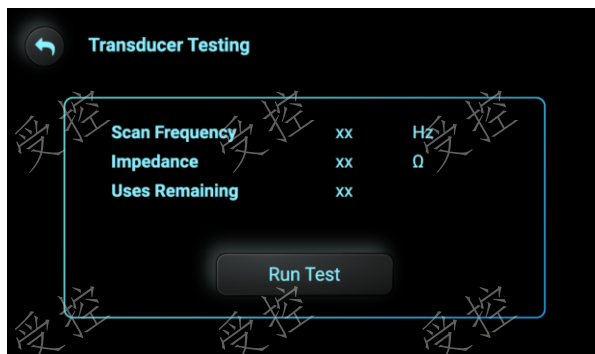 Transducer Testing
受控 受控 受控
Scan Frequency xx Hz
Impedance xx Ω
Uses Remaining xx
Run Test
受控 受控 受控